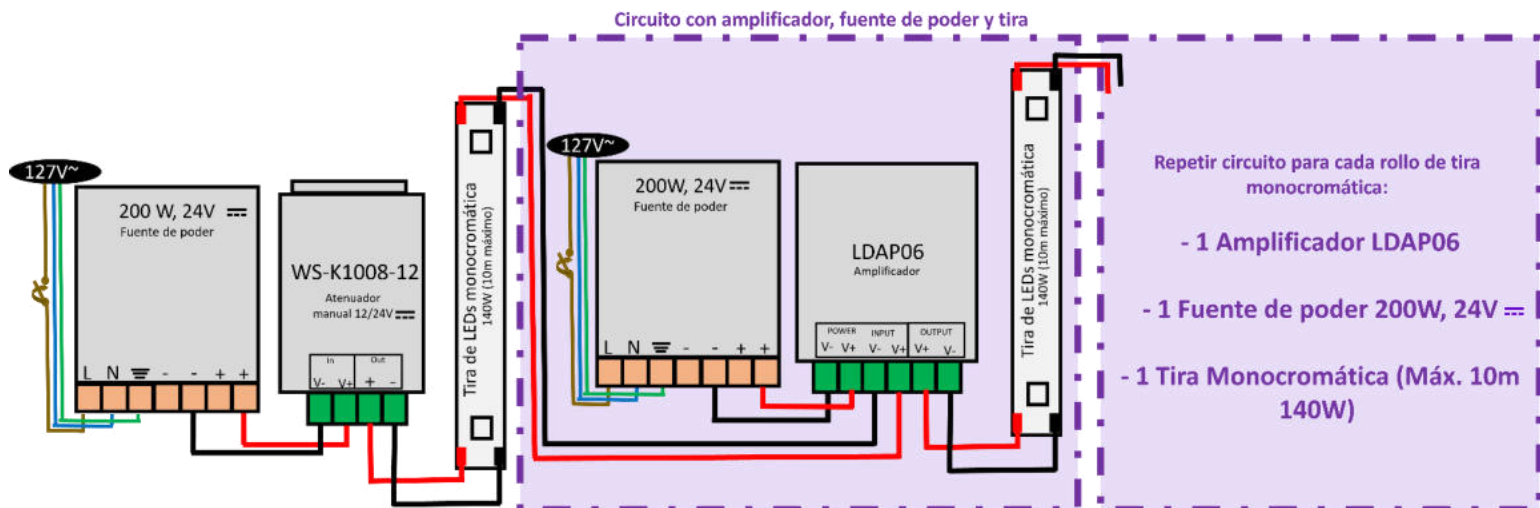 Circuito con amplificador, fuente de poder y tira
127V~
200 W, 24V
Fuente de poder
L N - - + +
WS-K1008-12
Atenuador
manual 12/24V
In Out
V- V+ + -
Tira de LEDs monocromática
140W (10m máximo)
127V~
200W, 24V
Fuente de poder
L N - - + +
LDAP06
Amplificador
POWER INPUT OUTPUT
V- V+ V- V+ V+ V-
Tira de LEDs monocromática
140W (10m máximo)
Repetir circuito para cada rollo de tira
monocromática:
- 1 Amplificador LDAP06
- 1 Fuente de poder 200W, 24V
- 1 Tira Monocromática (Máx. 10m
140W)